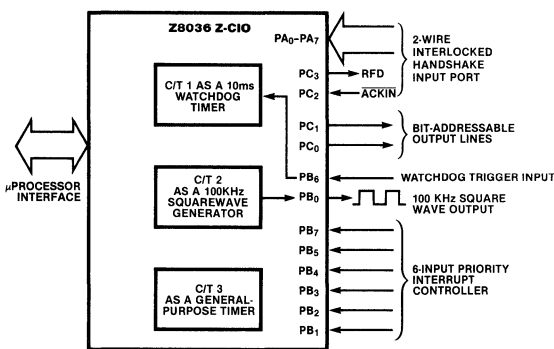 Z8036 Z-CIO
µPROCESSOR
INTERFACE
C/T 1 AS A 10ms
WATCHDOG
TIMER
C/T 2
AS A 100KHz
SQUAREWAVE
GENERATOR
C/T 3
AS A GENERAL-
PURPOSE TIMER
PA0-PA7
PC3
RFD
PC2
ACKIN
2-WIRE
INTERLOCKED
HANDSHAKE
INPUT PORT
PC1
PC0
BIT-ADDRESSABLE
OUTPUT LINES
PB6
WATCHDOG TRIGGER INPUT
PB0
100 KHz SQUARE
WAVE OUTPUT
PB7
PB5
PB4
PB3
PB2
PB1
6-INPUT PRIORITY
INTERRUPT
CONTROLLER